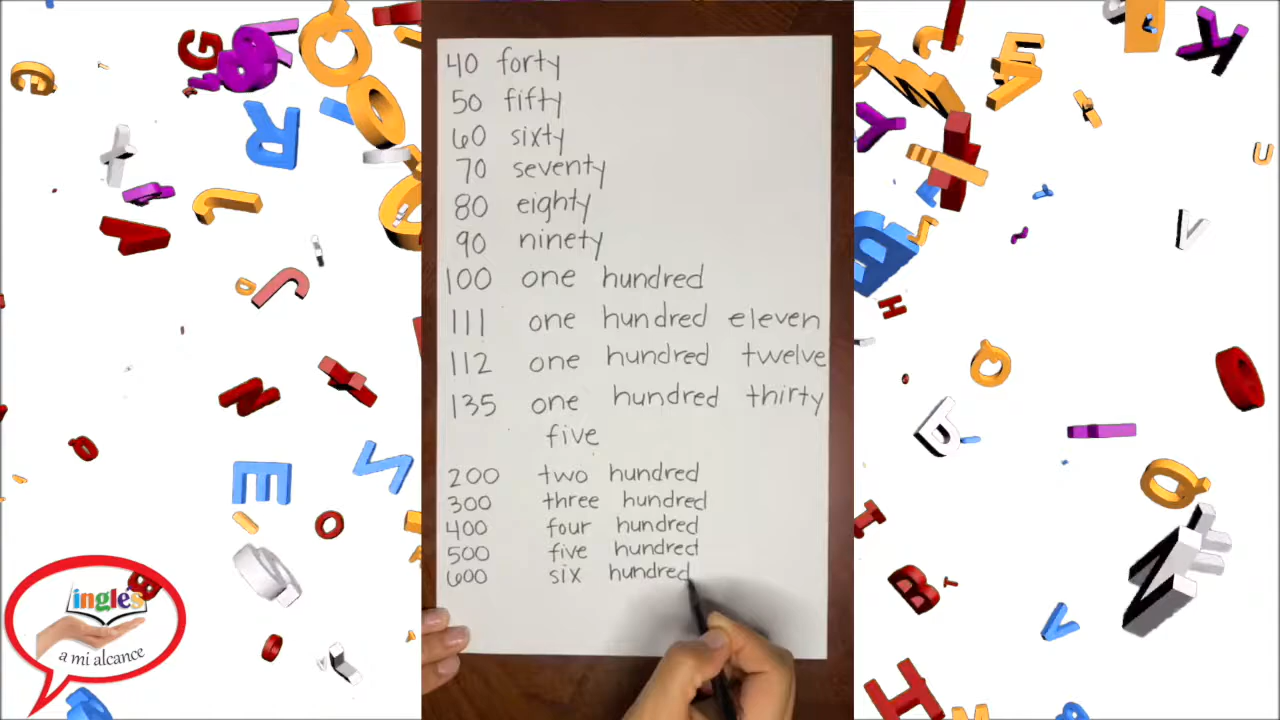 40 forty
50 fifty
60 sixty
70 seventy
80 eighty
90 ninety
100 one hundred
111 one hundred eleven
112 one hundred twelve
135 one hundred thirty
five
200 two hundred
300 three hundred
400 four hundred
500 five hundred
600 six hundred
inglés
a mi alcance